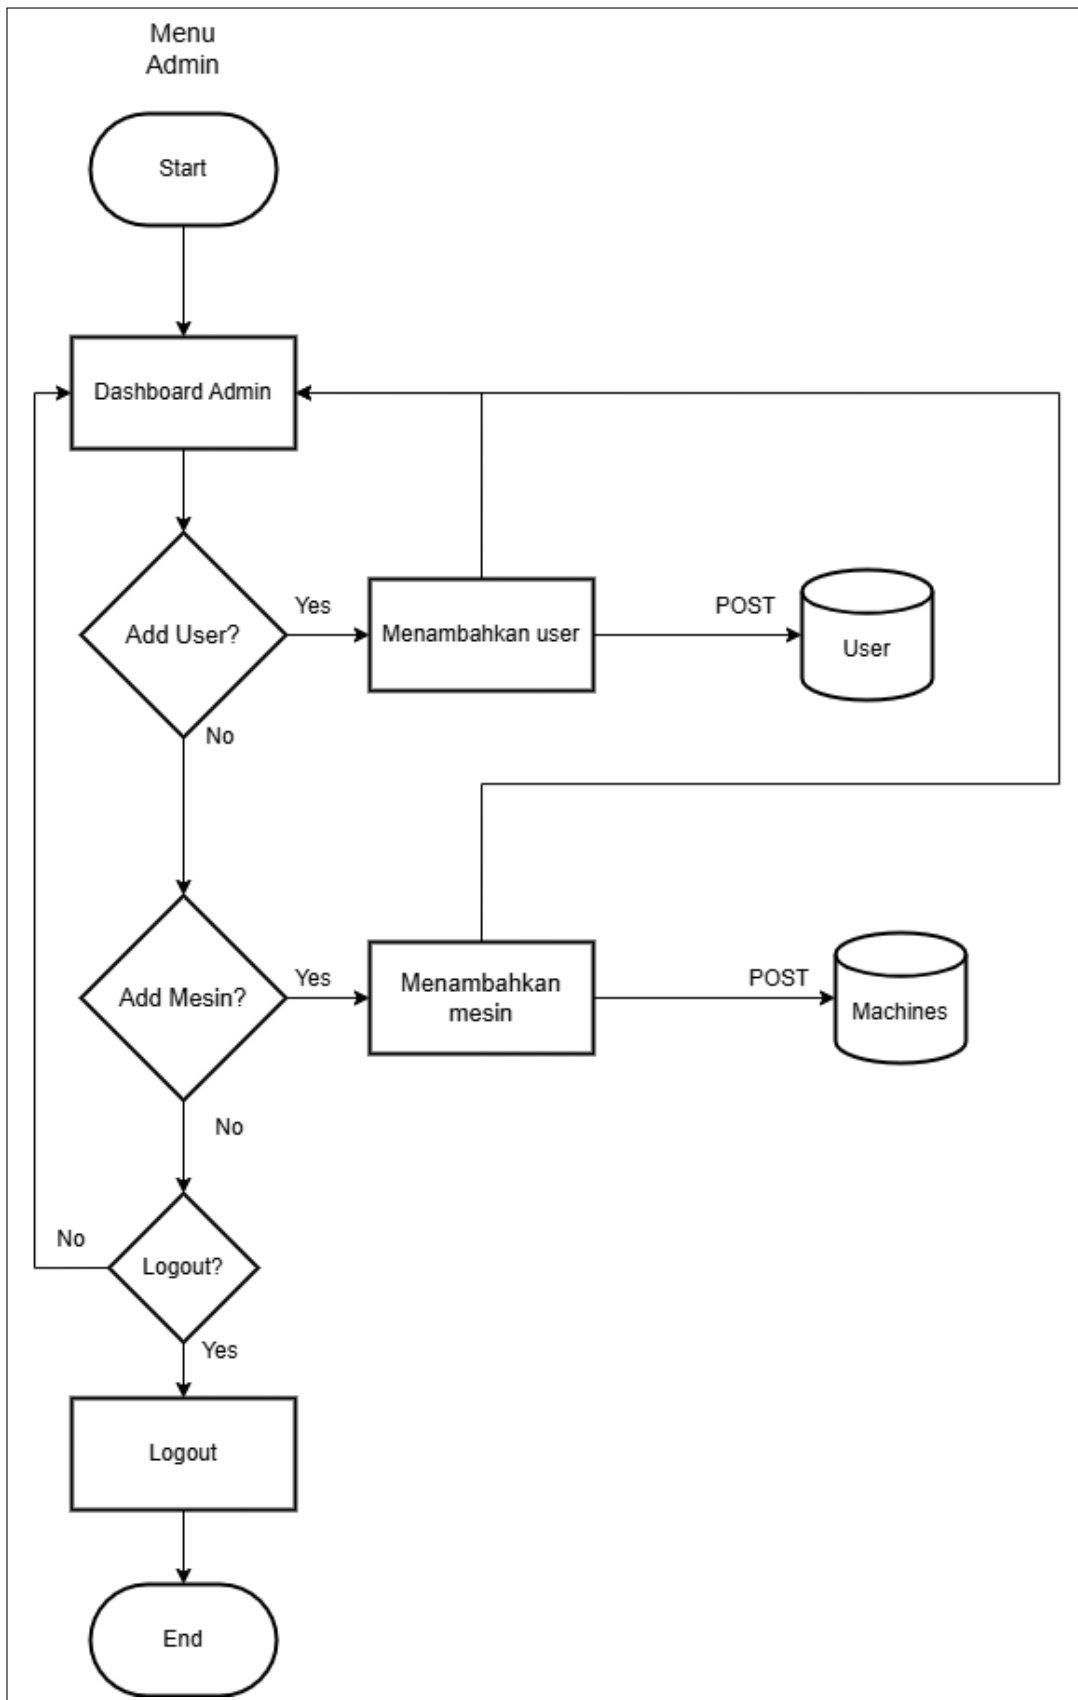 Menu
Admin
Start
Dashboard Admin
Add User?
Yes
Menambahkan user
POST
User
No
Add Mesin?
Yes
Menambahkan
mesin
POST
Machines
No
Logout?
No
Yes
Logout
End